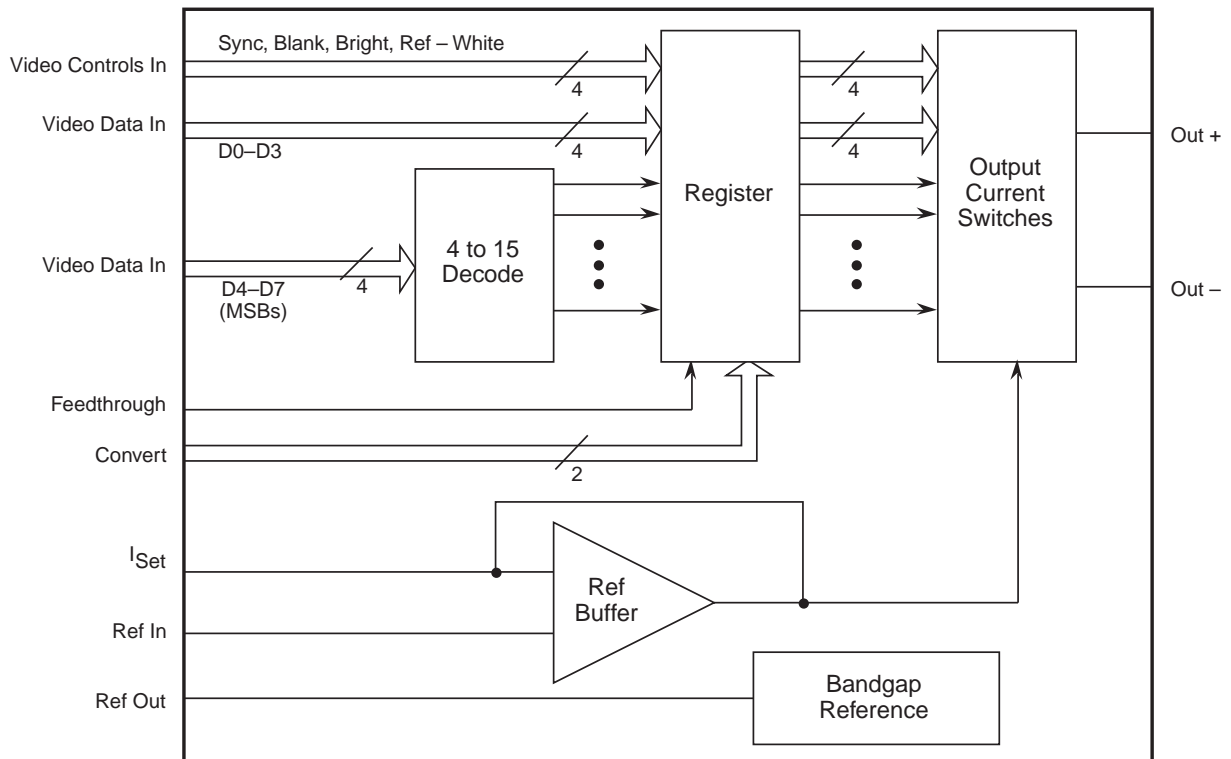 Sync, Blank, Bright, Ref – White
Video Controls In
4
4
Video Data In
D0–D3
4
4
Register
Output
Current
Switches
Out +
4 to 15
Decode
Video Data In
D4–D7
(MSBs)
4
Out –
Feedthrough
Convert
2
ISet
Ref
Buffer
Ref In
Ref Out
Bandgap
Reference